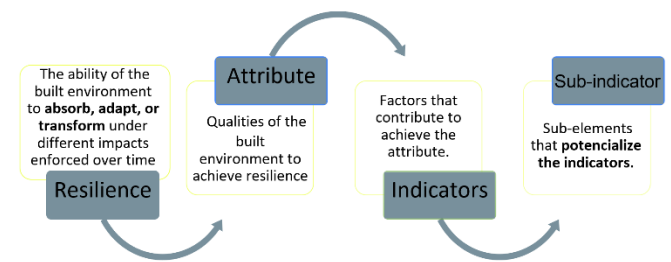 The ability of the
built environment
to absorb, adapt, or
transform under
different impacts
enforced over time
Resilience
Attribute
Qualities of the
built
environment to
achieve resilience
Factors that
contribute to
achieve the
attribute.
Indicators
Sub-indicator
Sub-elements
that potencialize
the indicators.